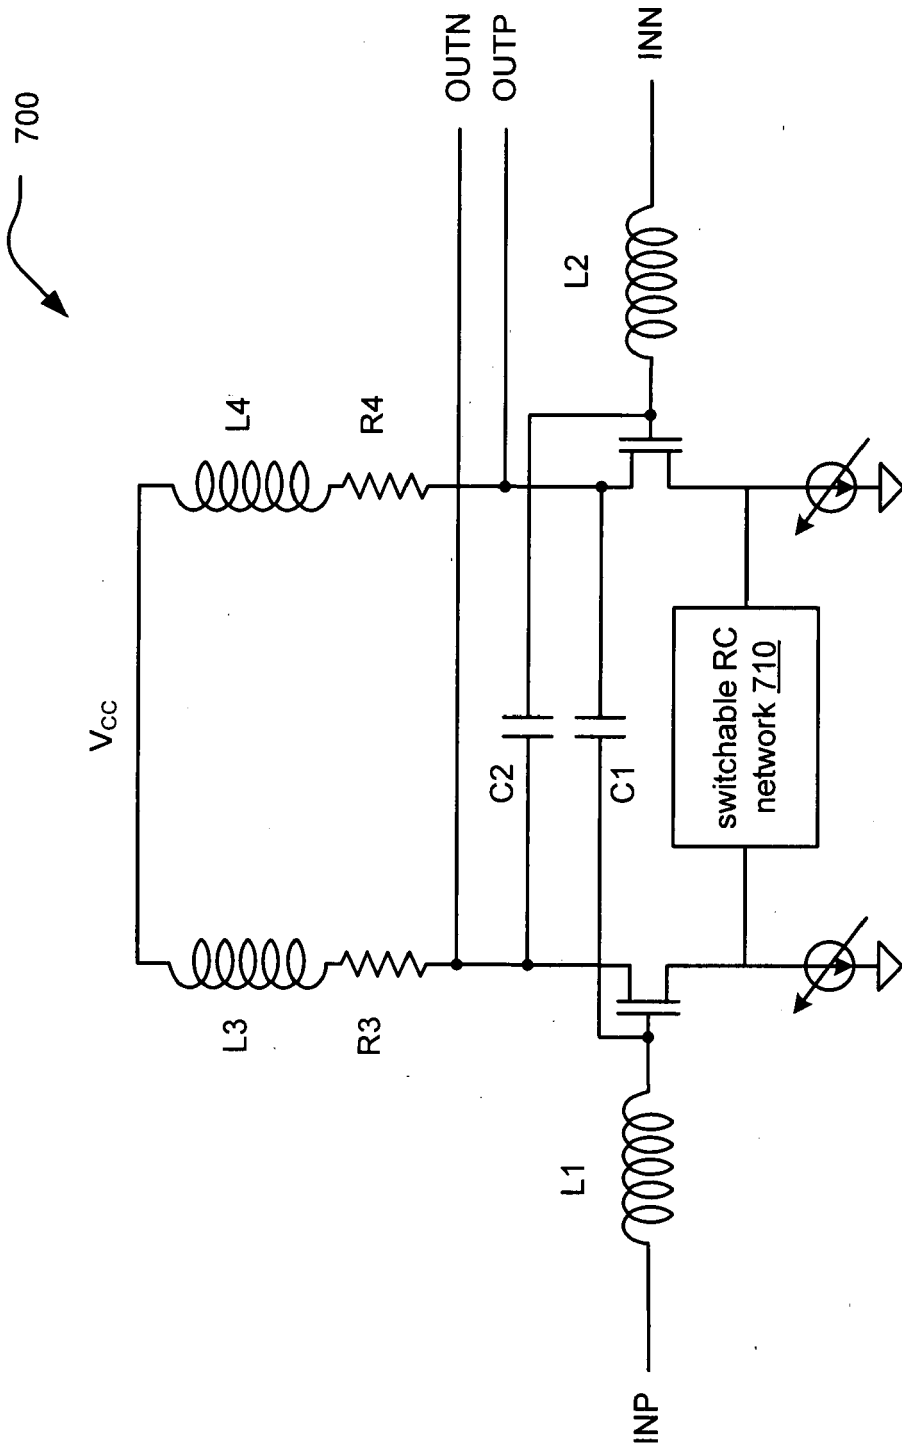 700
VCC
L3
L4
R3
R4
OUTN
OUTP
C2
C1
L1
L2
INP
INN
switchable RC
network 710